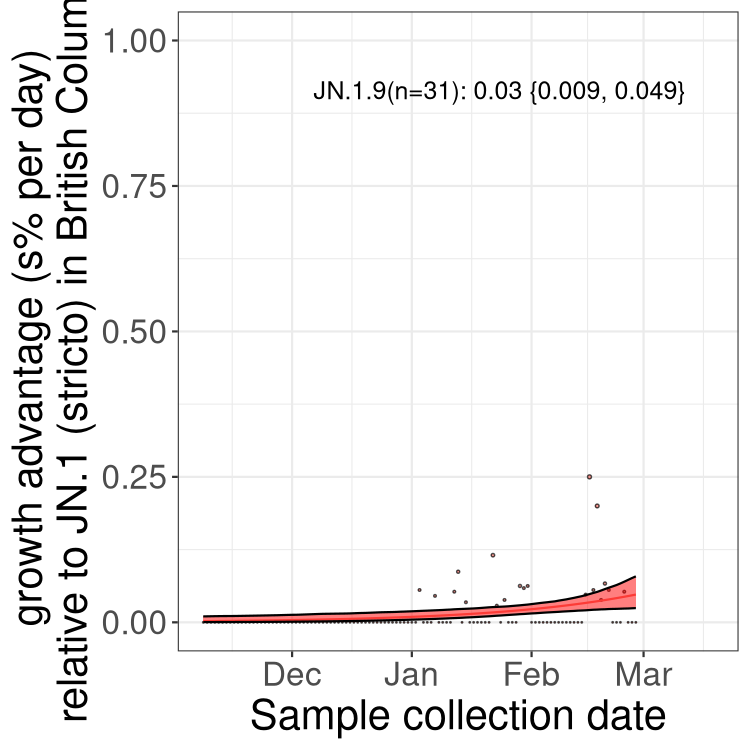 growth advantage (s% per day)
relative to JN.1 (stricto) in British Colum
1.00
0.75
0.50
0.25
0.00
JN.1.9(n=31): 0.03 {0.009, 0.049}
Dec Jan Feb Mar
Sample collection date